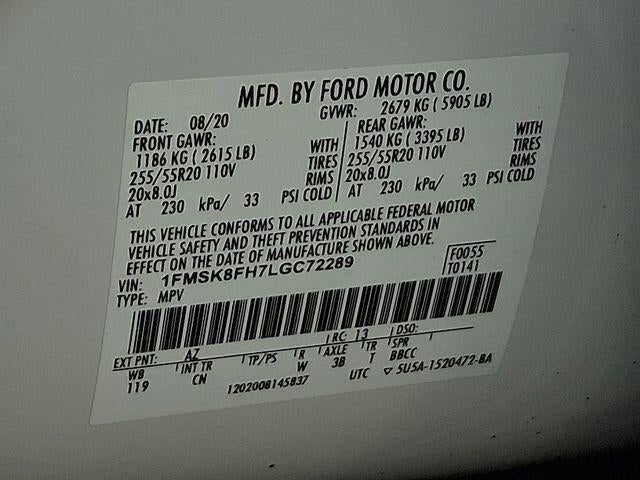 MFD. BY FORD MOTOR CO.
DATE: 08/20 GVWR: 2679 KG ( 5905 LB)
FRONT GAWR: REAR GAWR:
1186 KG ( 2615 LB) WITH 1540 KG ( 3395 LB) WITH
255/55R20 110V TIRES 255/55R20 110V TIRES
20x8.0J RIMS 20x8.0J RIMS
AT 230 kPa/ 33 PSI COLD AT 230 kPa/ 33 PSI COLD
THIS VEHICLE CONFORMS TO ALL APPLICABLE FEDERAL MOTOR
VEHICLE SAFETY AND THEFT PREVENTION STANDARDS IN
EFFECT ON THE DATE OF MANUFACTURE SHOWN ABOVE.
VIN: 1FMSK8FH7LGC72289 F0055
TYPE: MPV T0141
EXT PNT: AZ RC: 13 DSO:
WB INT TR TP/PS R AXLE TR SPR
119 CN W 3B T BBCC
1202008145837 UTC ▽ 5U5A-1520472-BA